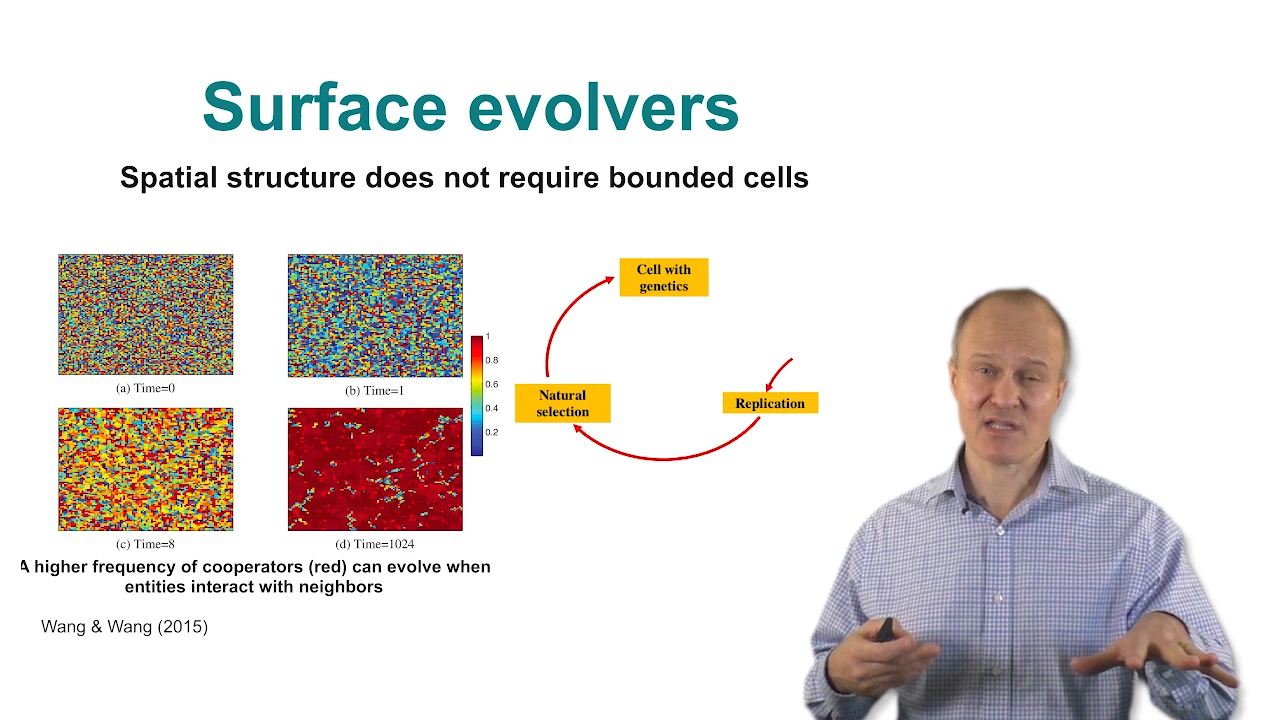 Surface evolvers
Spatial structure does not require bounded cells
(a) Time=0
(b) Time=1
(c) Time=8
(d) Time=1024
1
0.8
0.6
0.4
0.2
A higher frequency of cooperators (red) can evolve when
entities interact with neighbors
Wang & Wang (2015)
Cell with
genetics
Natural
selection
Replication